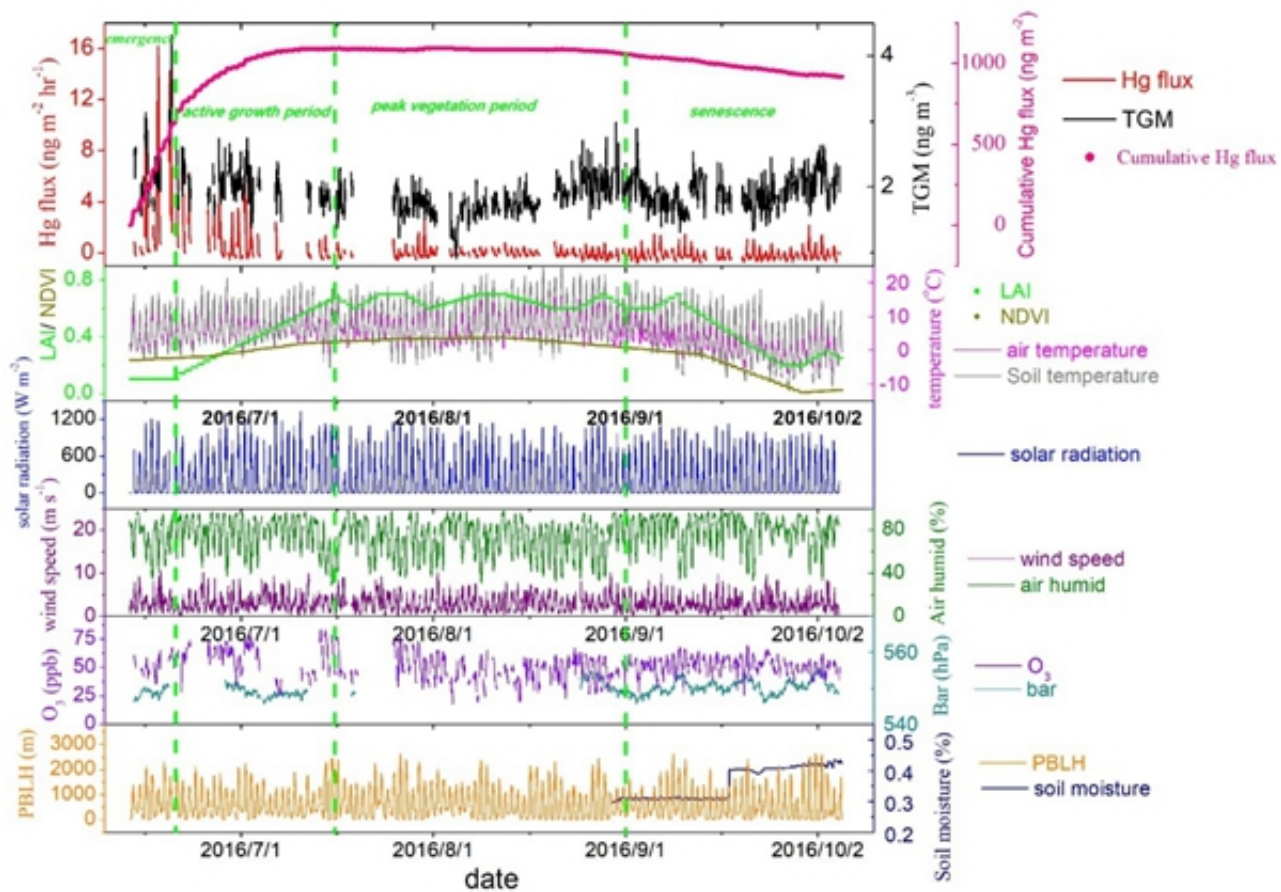 emergence
active growth period
peak vegetation period
senescence
16
12
8
4
0
Hg flux (ng m-2 hr-1)
4
2
TGM (ng m-3)
1000
500
0
Cumulative Hg flux (ng m-2)
Hg flux
TGM
Cumulative Hg flux
0.8
0.4
0.0
LAI/ NDVI
20
10
0
-10
temperature (°C)
LAI
NDVI
air temperature
Soil temperature
2016/7/1
2016/8/1
2016/9/1
2016/10/2
1200
600
0
solar radiation (W m-2)
solar radiation
20
10
0
wind speed (m s-1)
80
40
0
Air humid (%)
wind speed
air humid
2016/7/1
2016/8/1
2016/9/1
2016/10/2
75
50
25
0
O3 (ppb)
560
540
Bar (hPa)
O3
bar
3000
2000
1000
0
PBLH (m)
0.5
0.4
0.3
0.2
Soil moisture (%)
PBLH
soil moisture
2016/7/1
2016/8/1
2016/9/1
2016/10/2
date